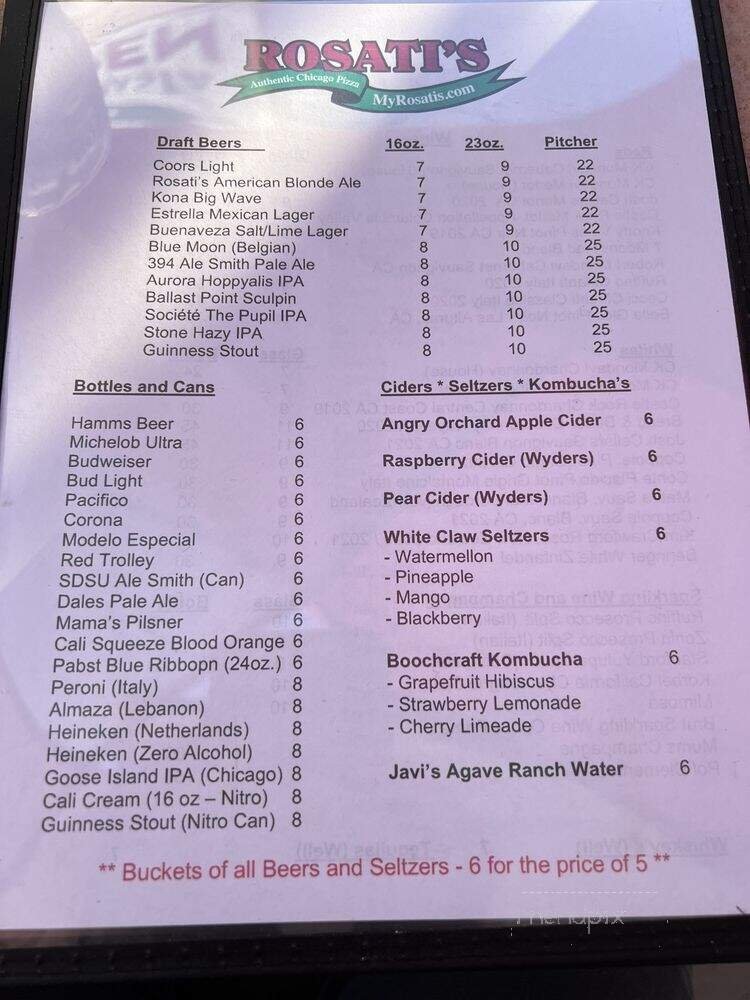 ROSATI'S
Authentic Chicago Pizza
MyRosatis.com
Draft Beers 16oz. 23oz. Pitcher
Coors Light 7 9 22
Rosati's American Blonde Ale 7 9 22
Kona Big Wave 7 9 22
Estrella Mexican Lager 7 9 22
Buenaveza Salt/Lime Lager 7 9 22
Blue Moon (Belgian) 8 10 25
394 Ale Smith Pale Ale 8 10 25
Aurora Hoppyalis IPA 8 10 25
Ballast Point Sculpin 8 10 25
Société The Pupil IPA 8 10 25
Stone Hazy IPA 8 10 25
Guinness Stout 8 10 25
Bottles and Cans
Hamms Beer 6
Michelob Ultra 6
Budweiser 6
Bud Light 6
Pacifico 6
Corona 6
Modelo Especial 6
Red Trolley 6
SDSU Ale Smith (Can) 6
Dales Pale Ale 6
Mama's Pilsner 6
Cali Squeeze Blood Orange 6
Pabst Blue Ribbopn (24oz.) 6
Peroni (Italy) 8
Almaza (Lebanon) 8
Heineken (Netherlands) 8
Heineken (Zero Alcohol) 8
Goose Island IPA (Chicago) 8
Cali Cream (16 oz – Nitro) 8
Guinness Stout (Nitro Can) 8
Ciders * Seltzers * Kombucha's
Angry Orchard Apple Cider 6
Raspberry Cider (Wyders) 6
Pear Cider (Wyders) 6
White Claw Seltzers 6
- Watermellon
- Pineapple
- Mango
- Blackberry
Boochcraft Kombucha 6
- Grapefruit Hibiscus
- Strawberry Lemonade
- Cherry Limeade
Javi's Agave Ranch Water 6
** Buckets of all Beers and Seltzers - 6 for the price of 5 **
menupix